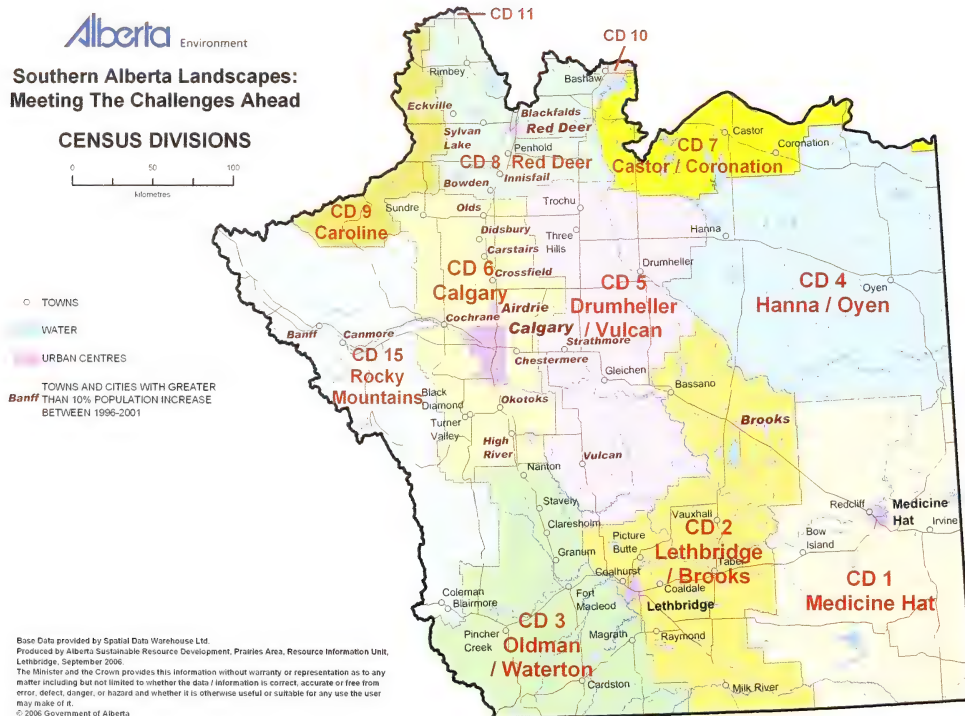 Alberta Environment
Southern Alberta Landscapes:
Meeting The Challenges Ahead
CENSUS DIVISIONS
0 50 100
kilometres
TOWNS
WATER
URBAN CENTRES
Banff TOWNS AND CITIES WITH GREATER
THAN 10% POPULATION INCREASE
BETWEEN 1996-2001
CD 11
CD 10
Rimbey
Bashaw
Eckville
Blackfalds
Red Deer
Sylvan
Lake
Penhold
CD 8 / Red Deer
Innisfail
Bowden
Castor
CD 7
Coronation
Castor / Coronation
CD 9
Caroline
Sundre
Olds
Trochu
Didsbury
Three
Hills
Hanna
Carstairs
CD 6
Calgary
Crossfield
Drumheller
CD 5
Drumheller
/ Vulcan
CD 4
Hanna / Oyen
Oyen
Airdrie
Cochrane
Calgary
Banff
Canmore
Strathmore
Chestermere
CD 15
Rocky
Mountains
Gleichen
Bassano
Black
Diamond
Okotoks
Turner
Valley
Brooks
High
River
Vulcan
Nanton
Stavely
Claresholm
Granum
Redcliff
Medicine
Hat
Irvine
Vauxhall
CD 2
Lethbridge
/ Brooks
Picture
Butte
Bow
Island
Taber
Coalhurst
Coaldale
Lethbridge
CD 1
Medicine Hat
Coleman
Blairmore
Fort
Macleod
CD 3
Oldman
/ Waterton
Pincher
Creek
Magrath
Raymond
Cardston
Milk River
Base Data provided by Spatial Data Warehouse Ltd.
Produced by Alberta Sustainable Resource Development, Prairies Area, Resource Information Unit,
Lethbridge, September 2006.
The Minister and the Crown provides this information without warranty or representation as to any
matter including but not limited to whether the data / information is correct, accurate or free from
error, defect, danger, or hazard and whether it is otherwise useful or suitable for any use the user
may make of it.
© 2006 Government of Alberta